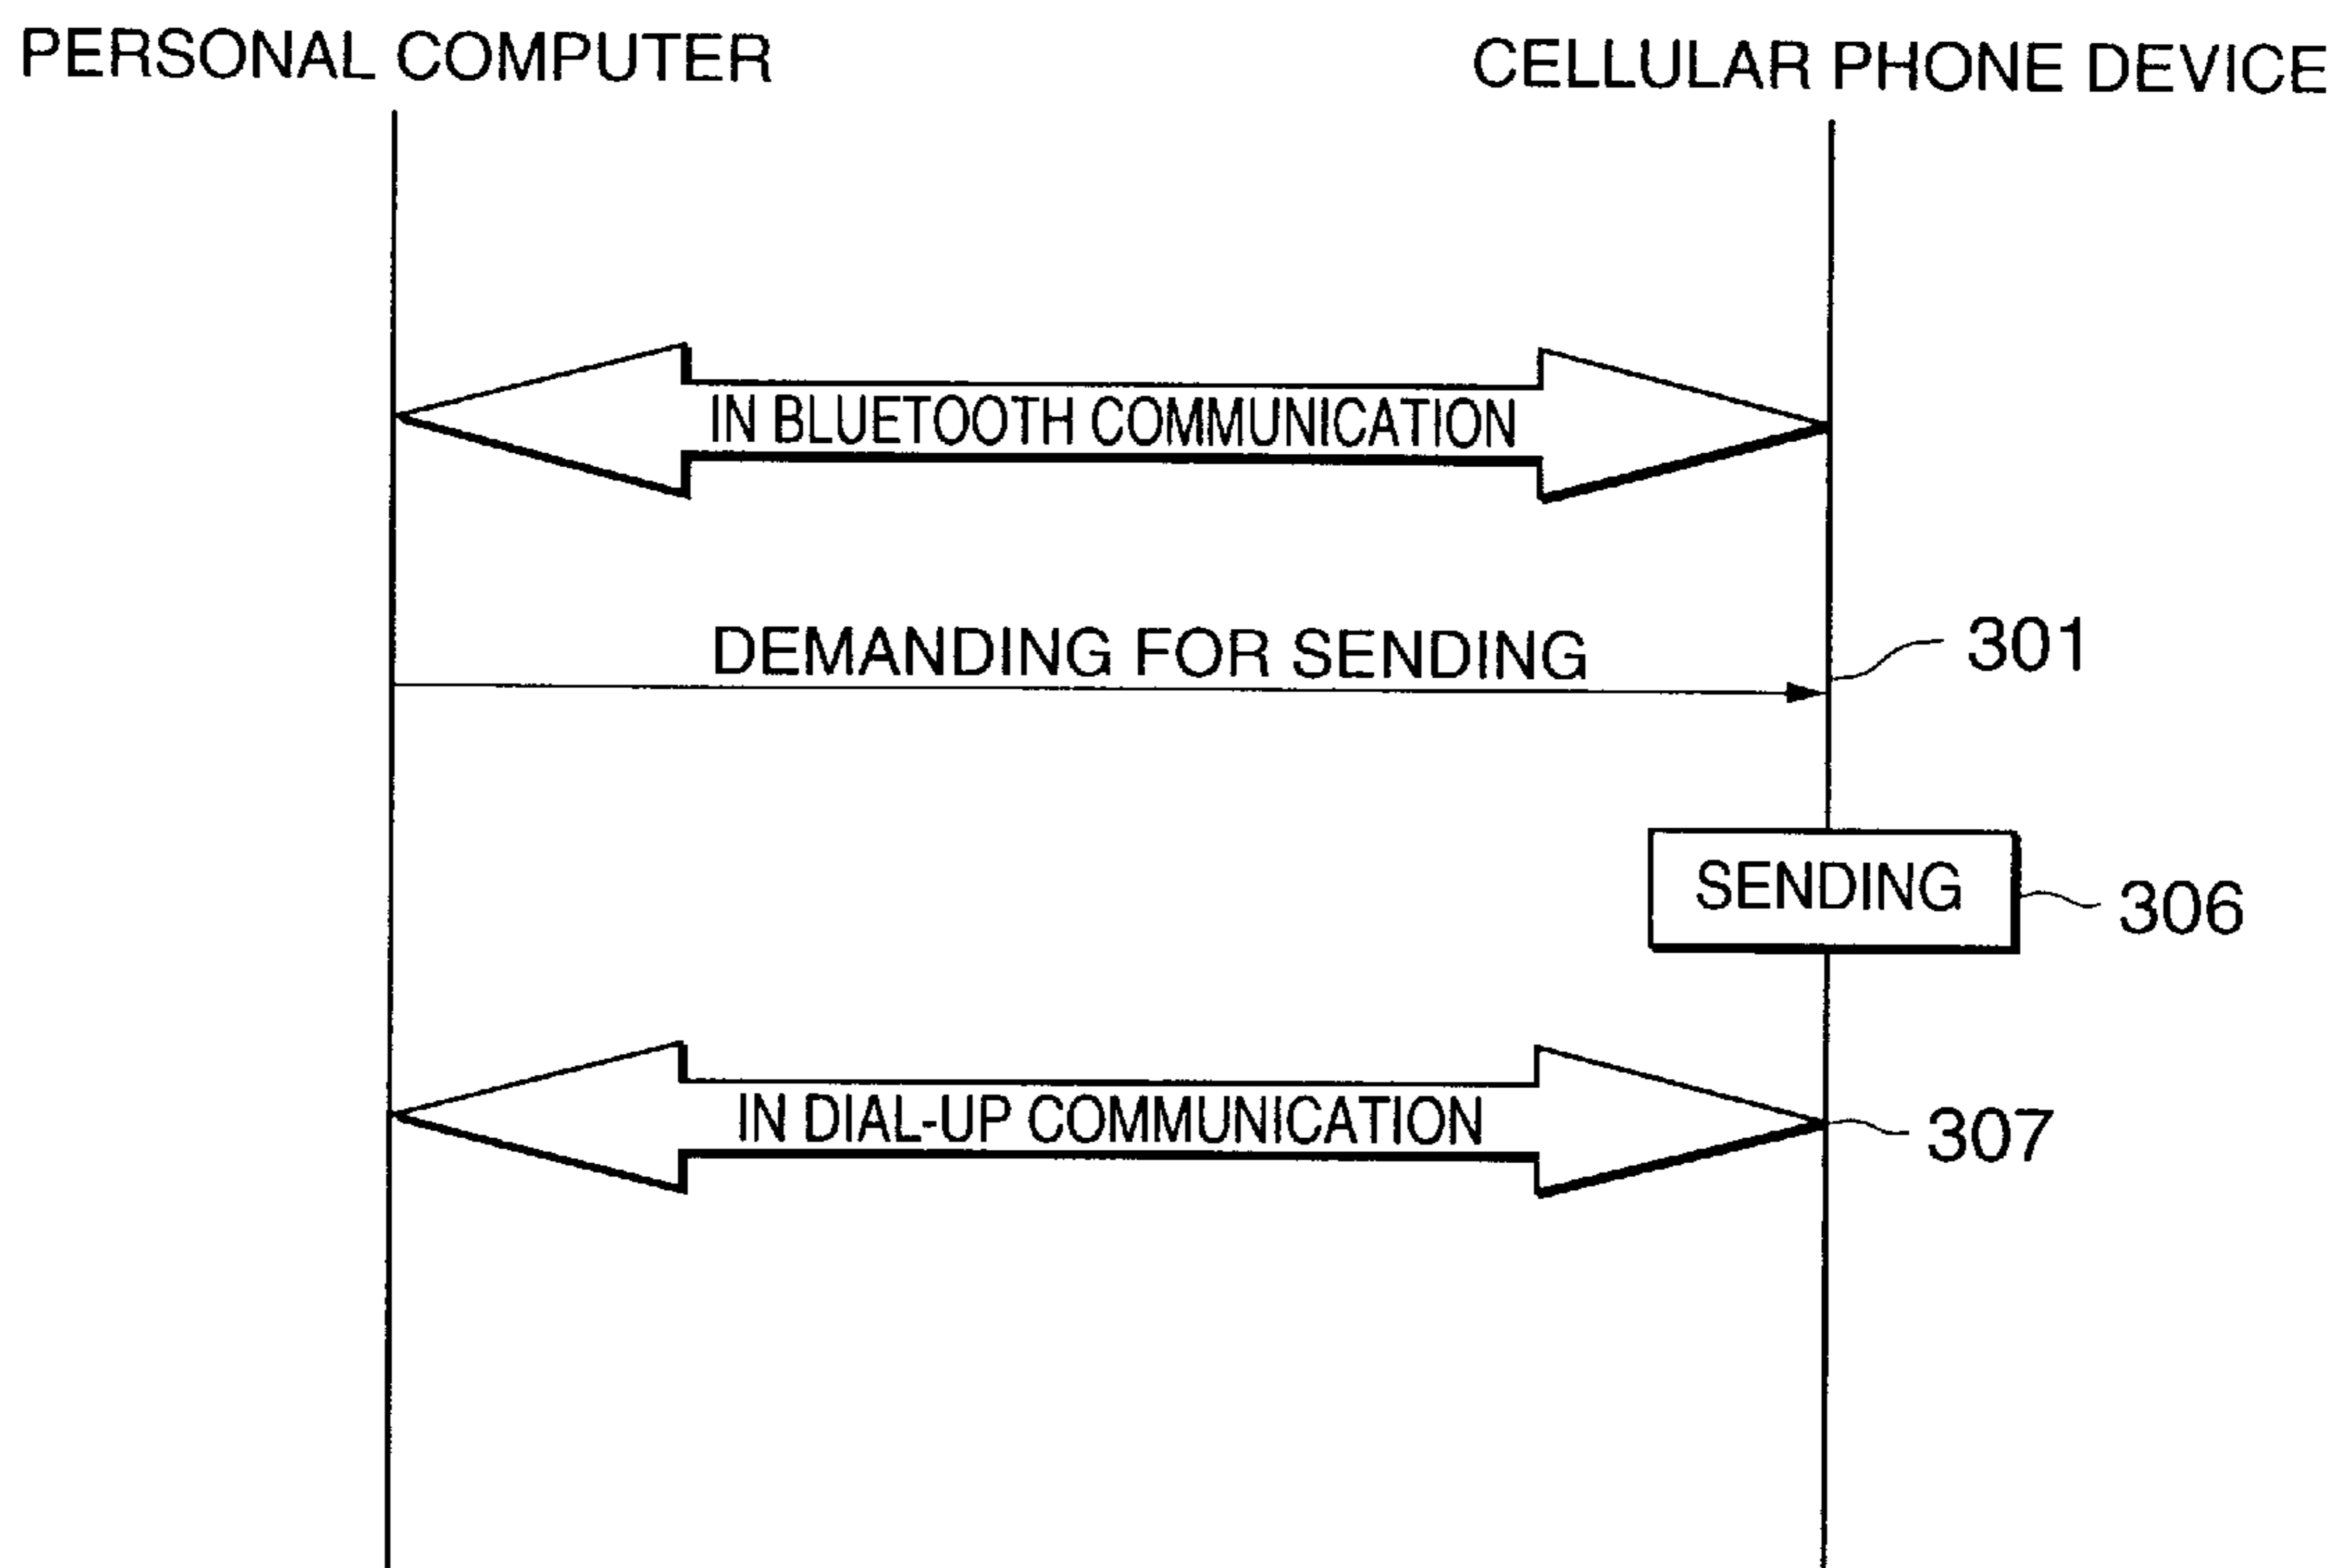 PERSONAL COMPUTER
CELLULAR PHONE DEVICE
IN BLUETOOTH COMMUNICATION
DEMANDING FOR SENDING
301
SENDING
306
IN DIAL-UP COMMUNICATION
307